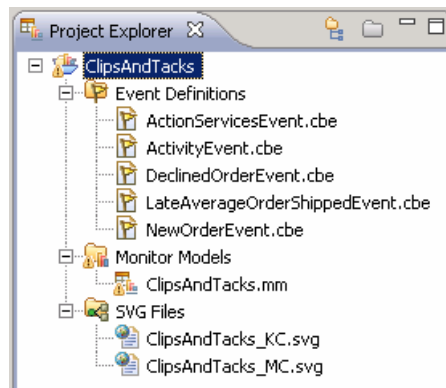 Project Explorer
ClipsAndTacks
Event Definitions
ActionServicesEvent.cbe
ActivityEvent.cbe
DeclinedOrderEvent.cbe
LateAverageOrderShippedEvent.cbe
NewOrderEvent.cbe
Monitor Models
ClipsAndTacks.mm
SVG Files
ClipsAndTacks_KC.svg
ClipsAndTacks_MC.svg